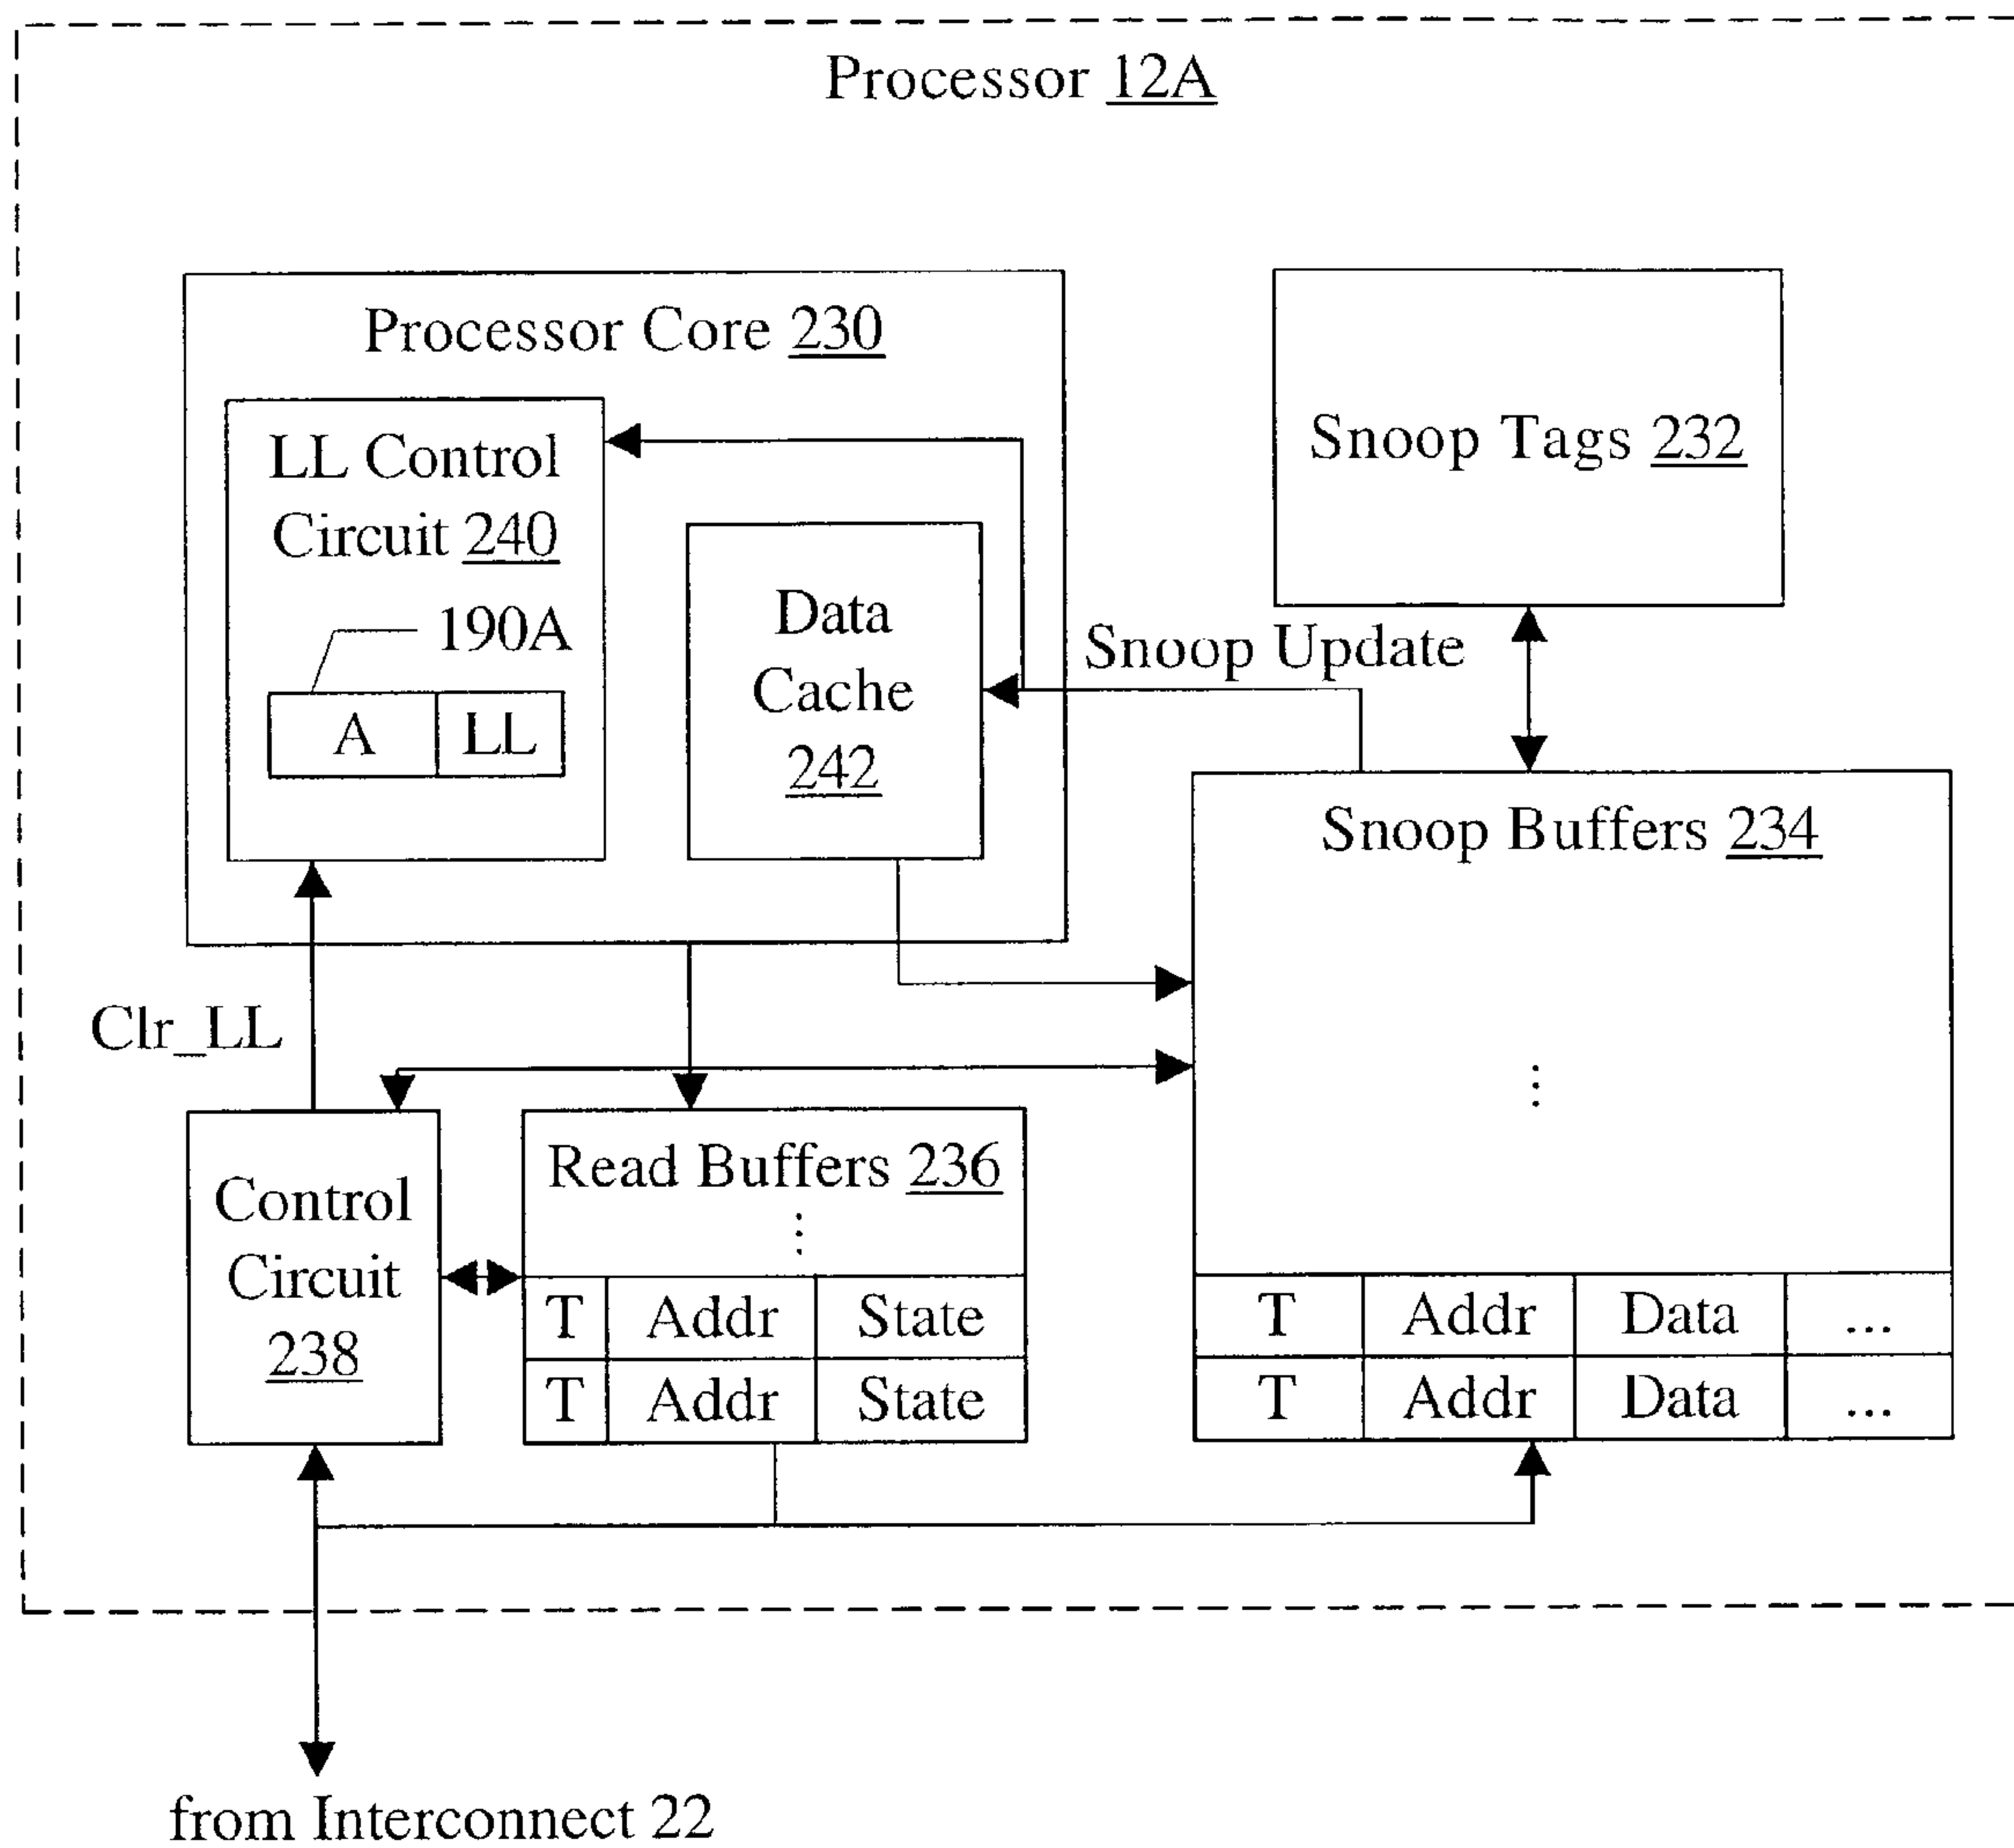 Processor 12A
Processor Core 230
LL Control
Circuit 240
190A
A LL
Data
Cache
242
Snoop Tags 232
Snoop Update
Snoop Buffers 234
⋮
T Addr Data ...
T Addr Data ...
Clr_LL
Control
Circuit
238
Read Buffers 236
⋮
T Addr State
T Addr State
from Interconnect 22